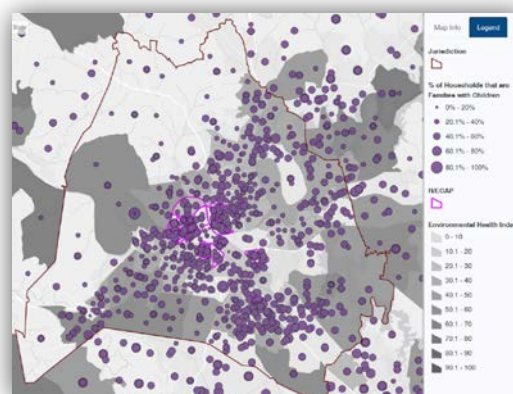 Map Info Legend
Jurisdiction
% of Households that are
Families with Children
0% - 20%
20.1% - 40%
40.1% - 60%
60.1% - 80%
80.1% - 100%
R/ECAP
Environmental Health Index
0 - 10
10.1 - 20
20.1 - 30
30.1 - 40
40.1 - 50
50.1 - 60
60.1 - 70
70.1 - 80
80.1 - 90
90.1 - 100